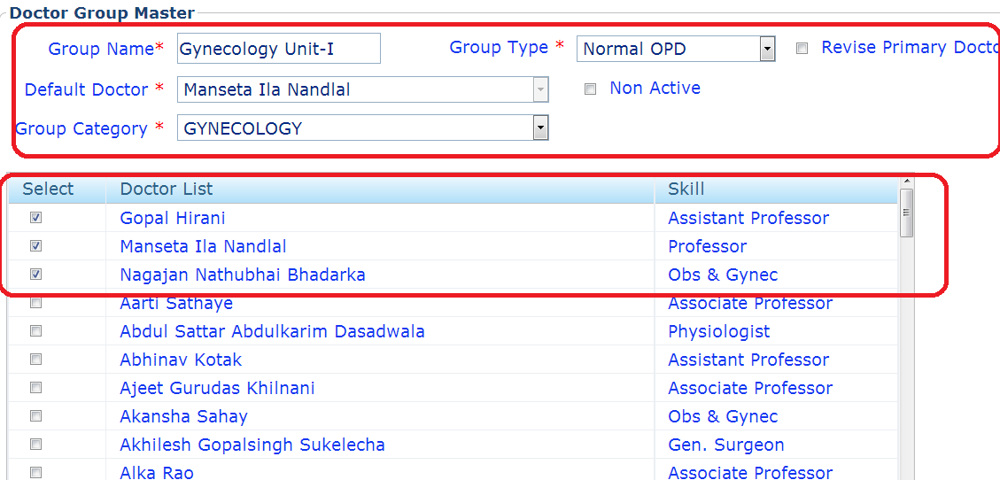 Doctor Group Master
Group Name* Gynecology Unit-I Group Type * Normal OPD Revise Primary
Default Doctor * Manseta Ila Nandlal Non Active
Group Category * GYNECOLOGY
Select Doctor List Skill
Gopal Hirani Assistant Professor
Manseta Ila Nandlal Professor
Nagajan Nathubhai Bhadarka Obs & Gynec
Aarti Sathaye Associate Professor
Abdul Sattar Abdulkarim Dasadwala Physiologist
Abhinav Kotak Assistant Professor
Ajeet Gurudas Khilnani Associate Professor
Akansha Sahay Obs & Gynec
Akhilesh Gopalsingh Sukelecha Gen. Surgeon
Alka Rao Associate Professor